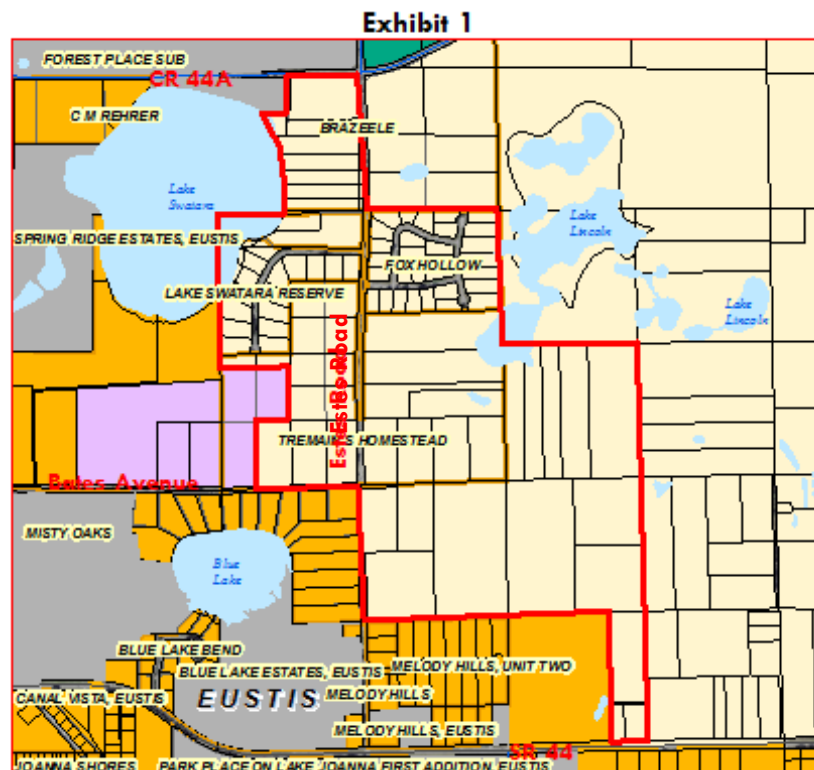 Exhibit 1
FOREST PLACE SUB
CR 44A
C M REHRER
BRAZEELE
Lake
Swatara
Lake
Lincoln
SPRING RIDGE ESTATES, EUSTIS
FOX HOLLOW
LAKE SWATARA RESERVE
Lake
Lincoln
Estes Road
TREMAIN'S HOMESTEAD
Bates Avenue
MISTY OAKS
Blue
Lake
BLUE LAKE BEND
BLUE LAKE ESTATES, EUSTIS
MELODY HILLS, UNIT TWO
CANAL VISTA, EUSTIS
EUSTIS
MELODY HILLS
MELODY HILLS, EUSTIS
SR 44
JOANNA SHORES
PARK PLACE ON LAKE JOANNA FIRST ADDITION, EUSTIS